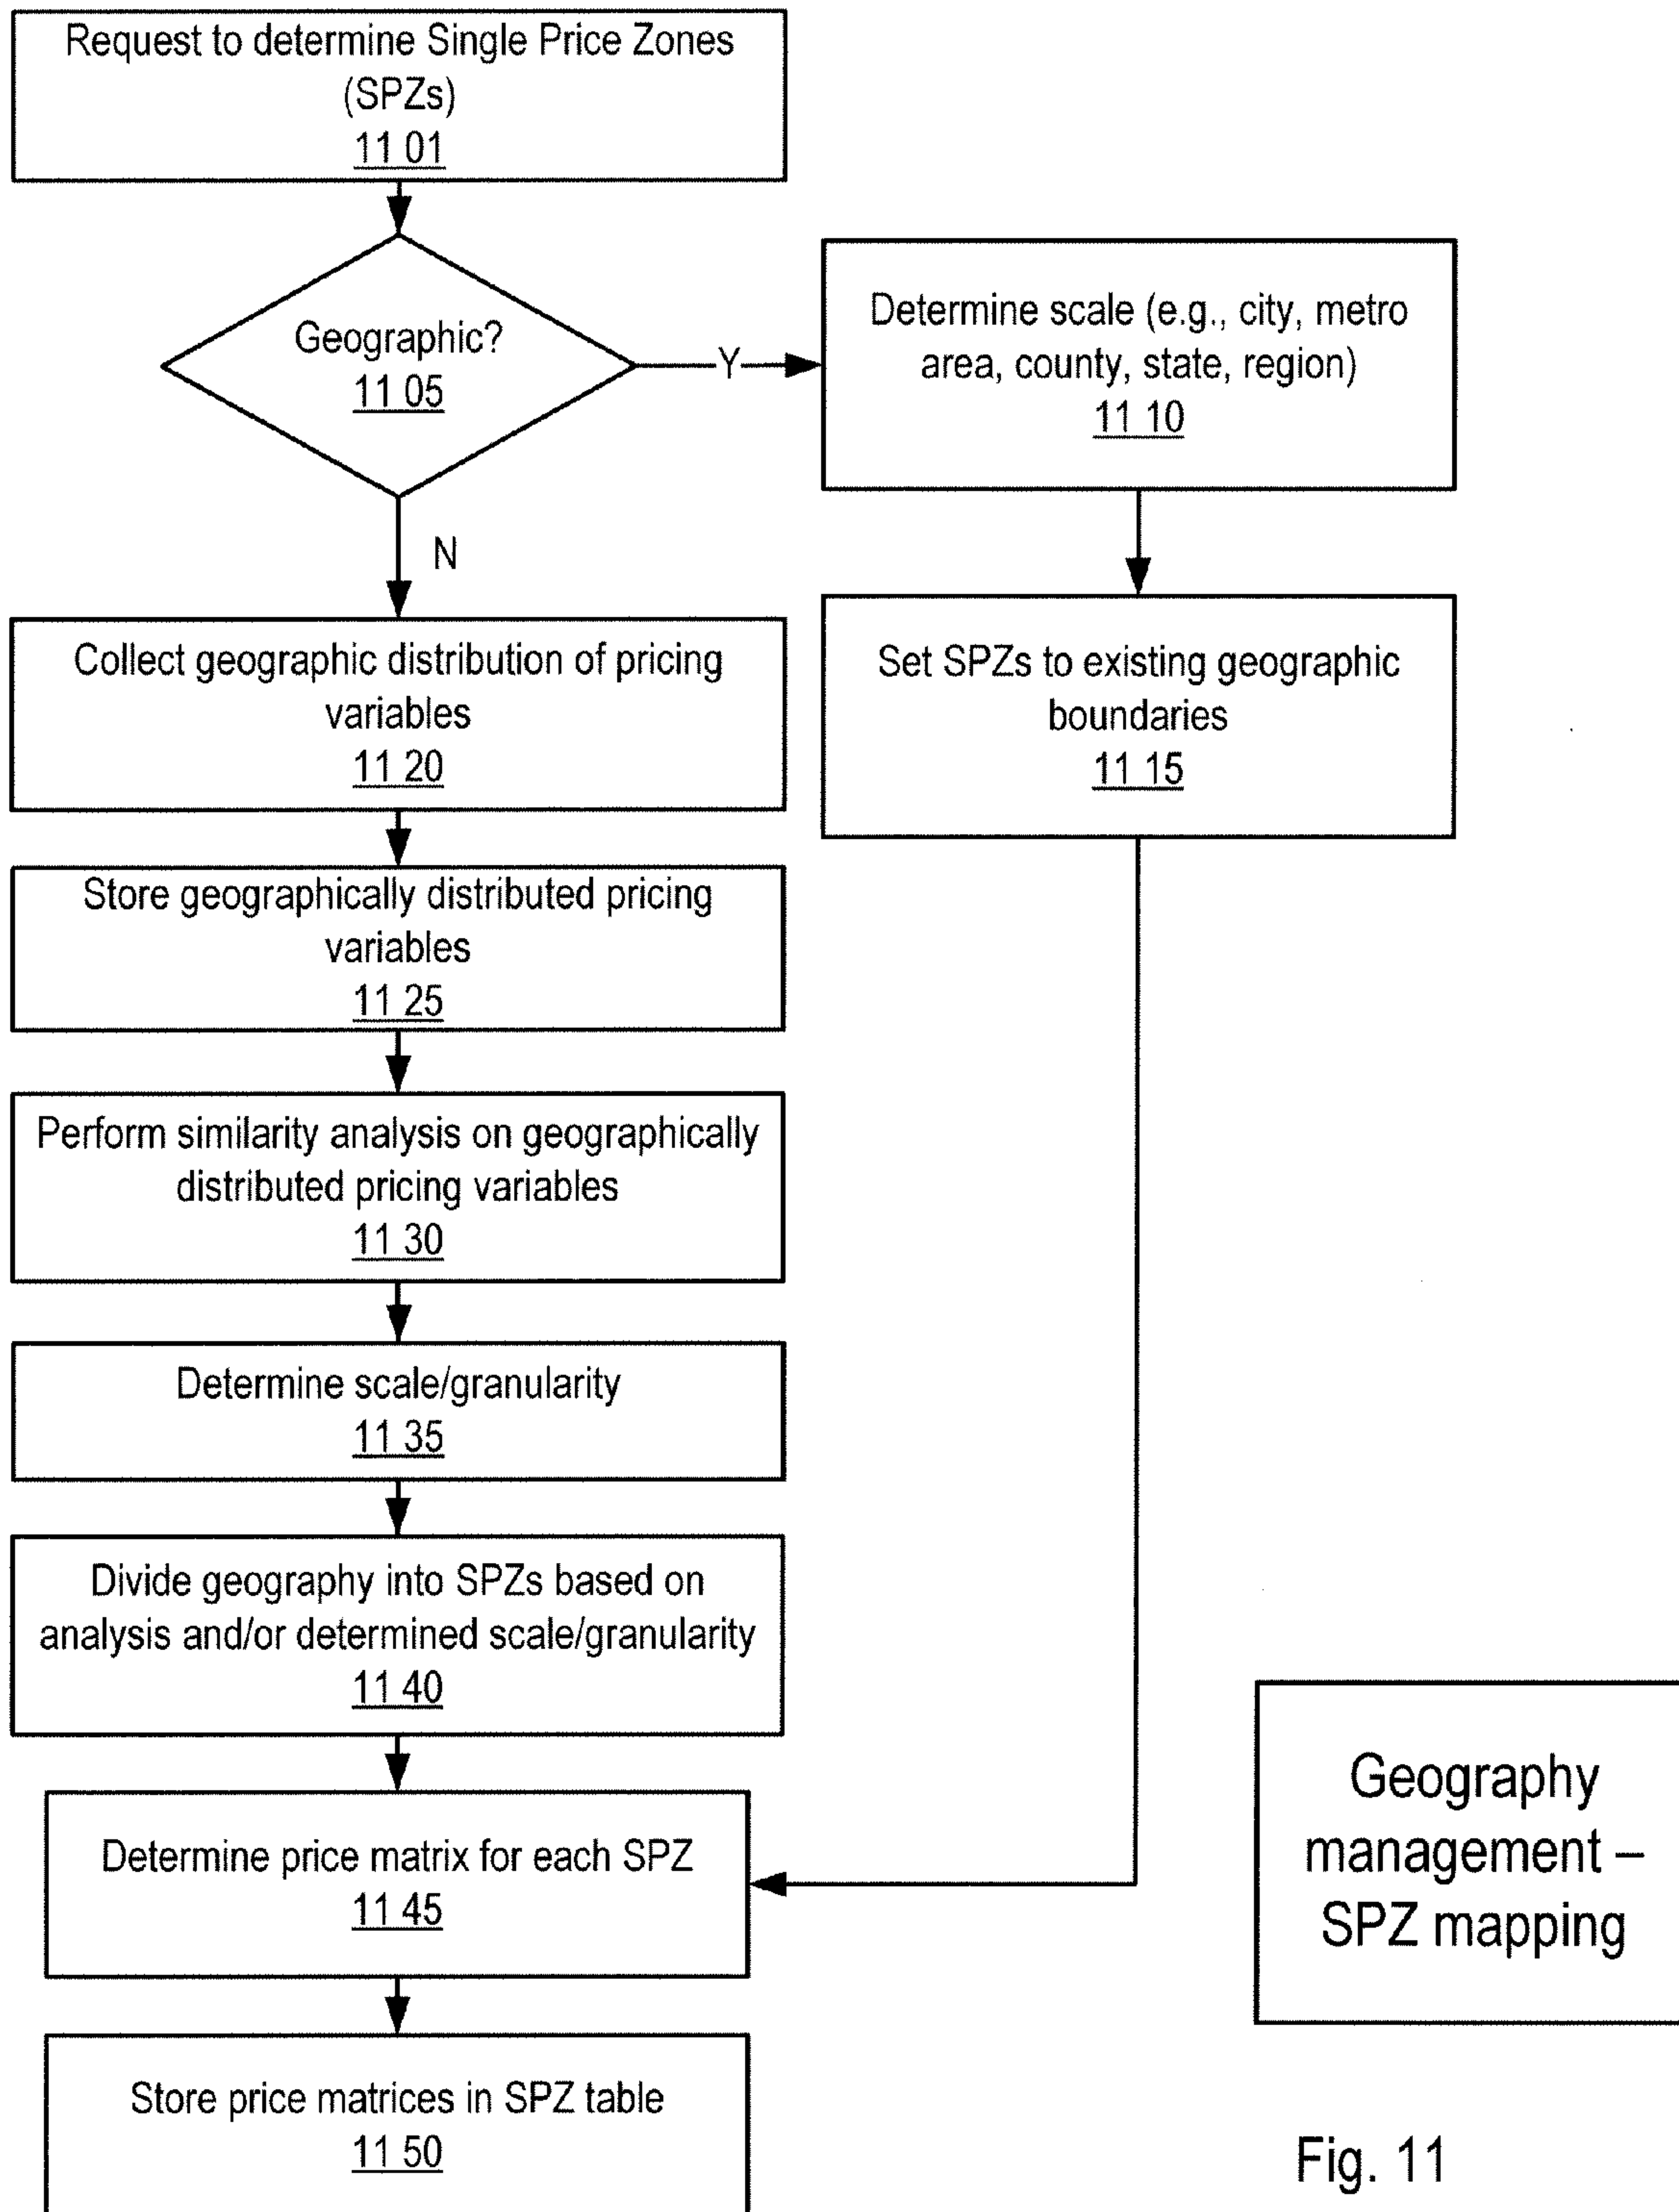 Request to determine Single Price Zones
(SPZs)
11 01
Geographic?
11 05
Y
Determine scale (e.g., city, metro
area, county, state, region)
11 10
N
Set SPZs to existing geographic
boundaries
11 15
Collect geographic distribution of pricing
variables
11 20
Store geographically distributed pricing
variables
11 25
Perform similarity analysis on geographically
distributed pricing variables
11 30
Determine scale/granularity
11 35
Divide geography into SPZs based on
analysis and/or determined scale/granularity
11 40
Determine price matrix for each SPZ
11 45
Store price matrices in SPZ table
11 50
Geography
management –
SPZ mapping
Fig. 11